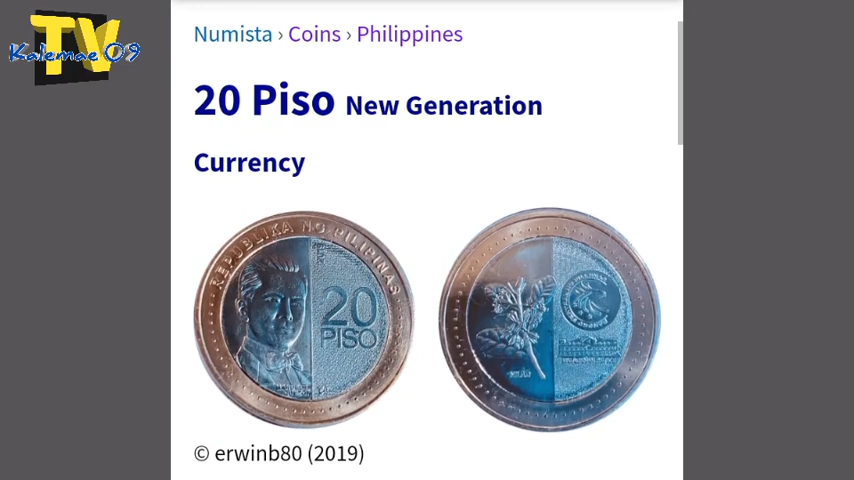 TV
Kalemae 09
Numista › Coins › Philippines
20 Piso New Generation
Currency
REPUBLIKA NG PILIPINAS
20
PISO
© erwinb80 (2019)